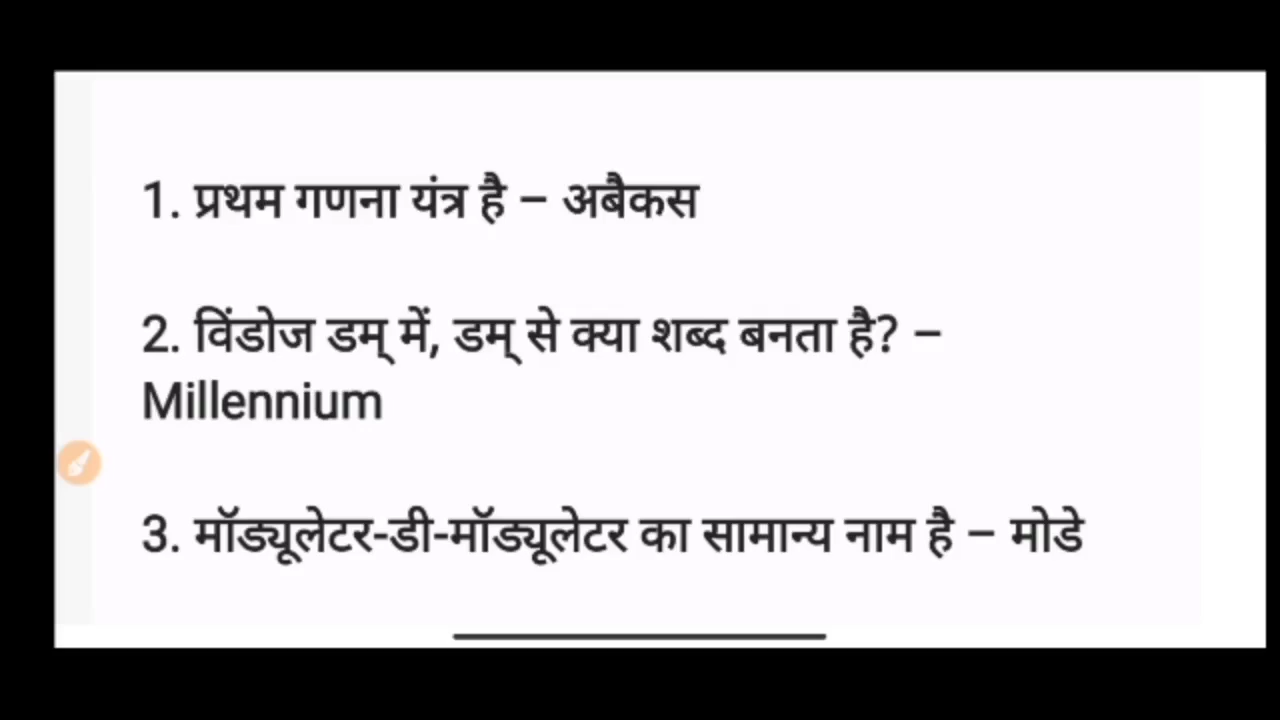 1. प्रथम गणना यंत्र है – अबैकस
2. विंडोज डम् में, डम् से क्या शब्द बनता है? –
Millennium
3. मॉड्यूलेटर-डी-मॉड्यूलेटर का सामान्य नाम है – मोडे